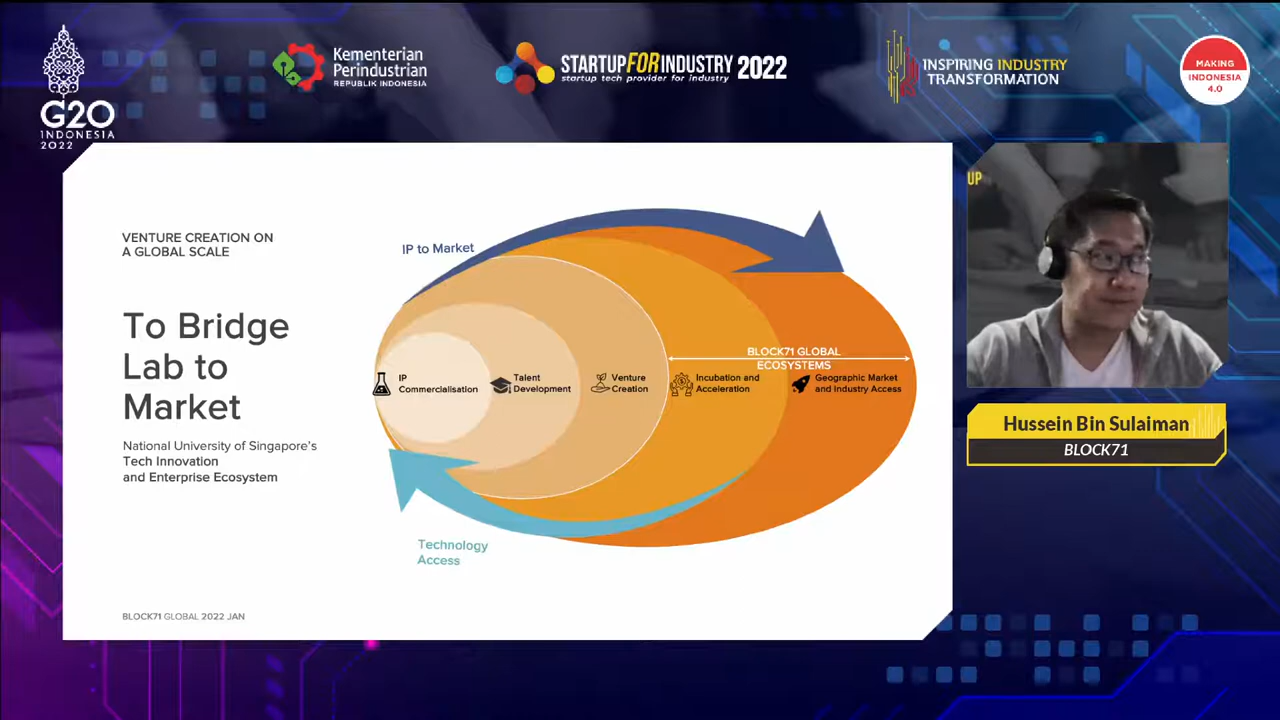 G20
INDONESIA
2022
Kementerian
Perindustrian
REPUBLIK INDONESIA
STARTUPFORINDUSTRY 2022
startup tech provider for industry
INSPIRING INDUSTRY
TRANSFORMATION
MAKING
INDONESIA
4.0
VENTURE CREATION ON
A GLOBAL SCALE
To Bridge
Lab to
Market
National University of Singapore's
Tech Innovation
and Enterprise Ecosystem
IP to Market
BLOCK71 GLOBAL
ECOSYSTEMS
IP
Commercialisation
Talent
Development
Venture
Creation
Incubation and
Acceleration
Geographic Market
and Industry Access
Technology
Access
BLOCK71 GLOBAL 2022 JAN
UP
Hussein Bin Sulaiman
BLOCK71